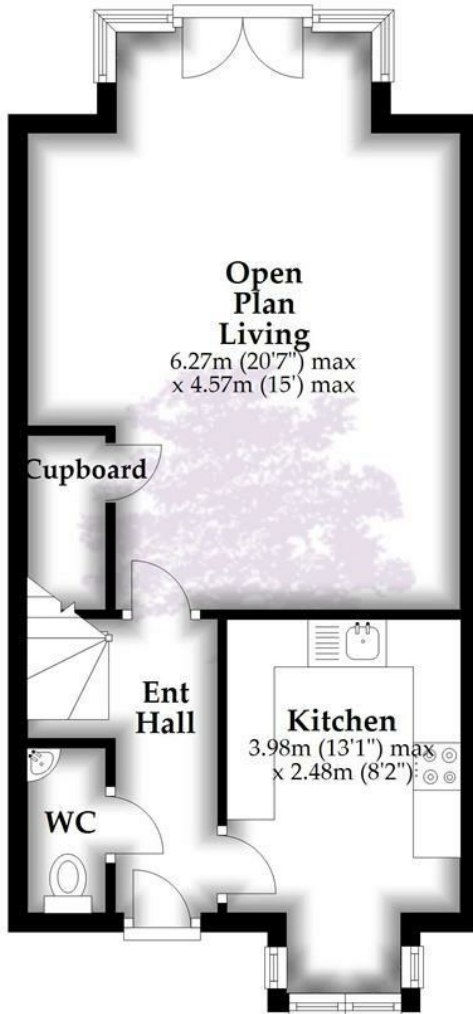 Open
Plan
Living
6.27m (20'7") max
x 4.57m (15') max
Cupboard
Ent
Hall
Kitchen
3.98m (13'1") max
x 2.48m (8'2")
WC